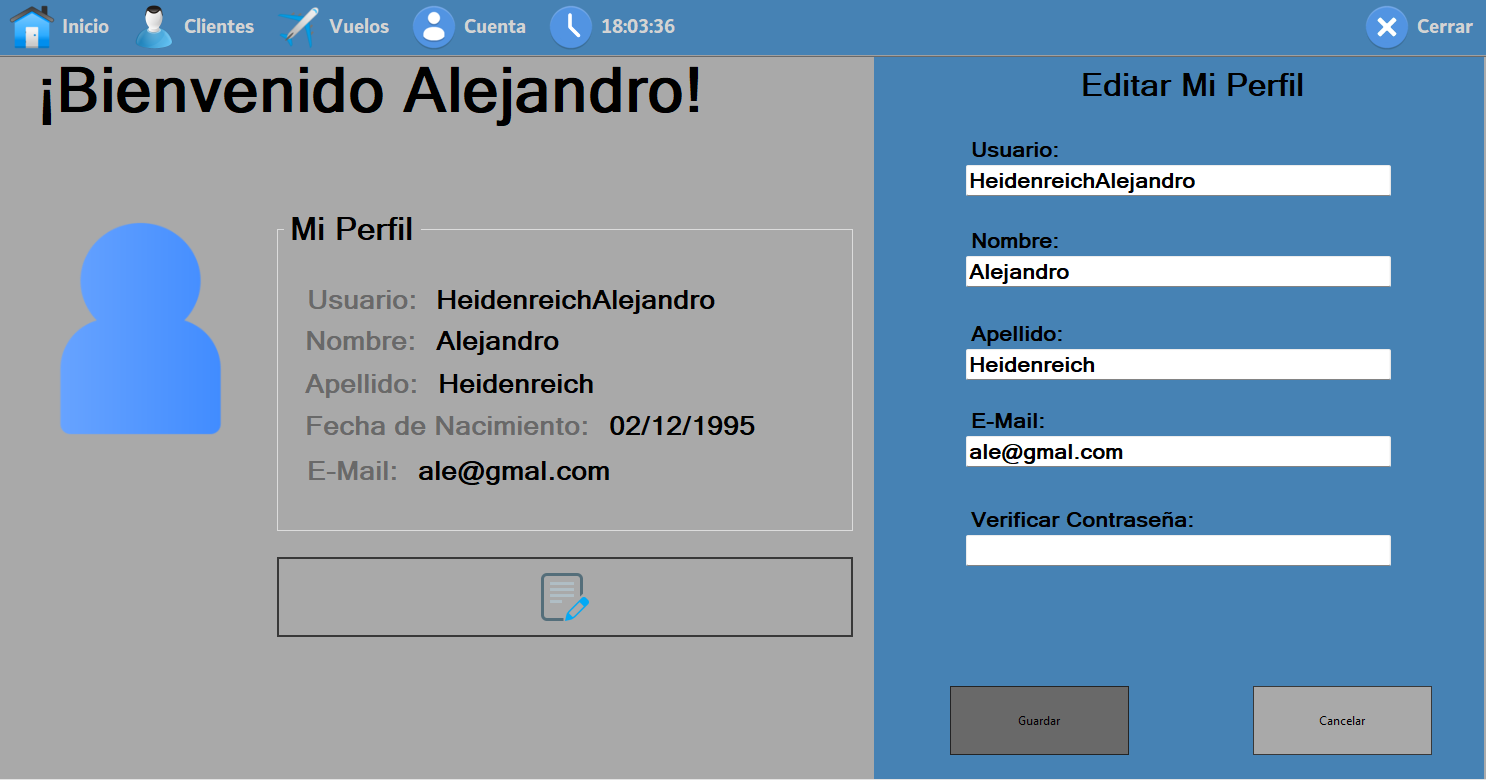 Inicio Clientes Vuelos Cuenta 18:03:36 Cerrar
¡Bienvenido Alejandro!
Mi Perfil
Usuario: HeidenreichAlejandro
Nombre: Alejandro
Apellido: Heidenreich
Fecha de Nacimiento: 02/12/1995
E-Mail: ale@gmal.com
Editar Mi Perfil
Usuario:
HeidenreichAlejandro
Nombre:
Alejandro
Apellido:
Heidenreich
E-Mail:
ale@gmal.com
Verificar Contraseña:
Guardar Cancelar